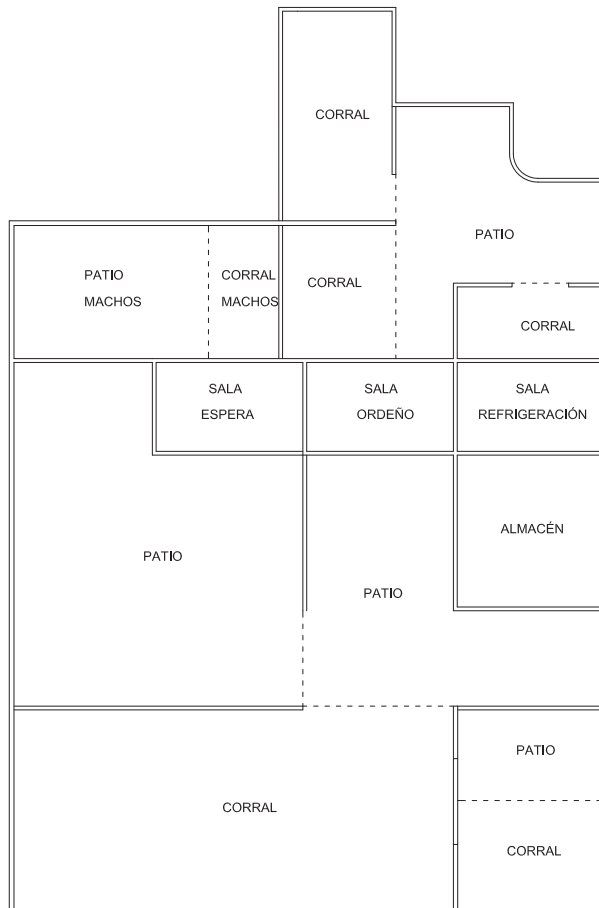 CORRAL
PATIO
PATIO
MACHOS
CORRAL
MACHOS
CORRAL
CORRAL
SALA
ESPERA
SALA
ORDEÑO
SALA
REFRIGERACIÓN
ALMACÉN
PATIO
PATIO
PATIO
CORRAL
CORRAL